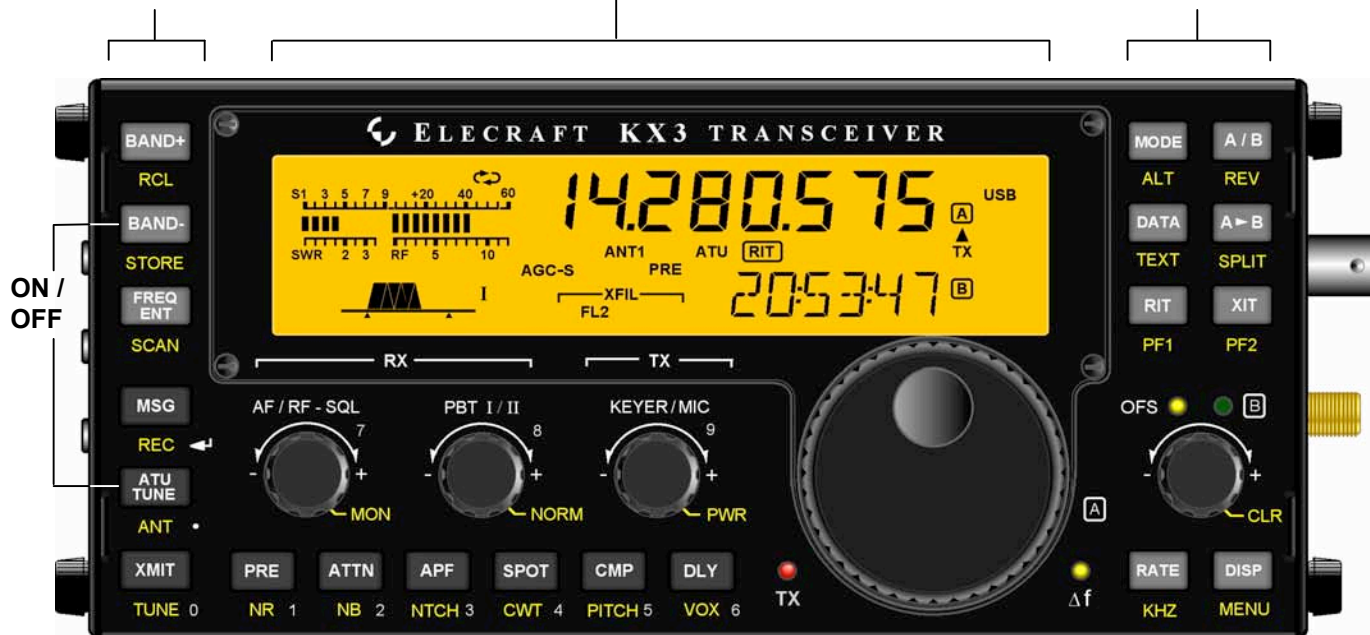 ELECRAFT KX3 TRANSCEIVER
BAND+
RCL
BAND-
STORE
FREQ
ENT
SCAN
ON /
OFF
MSG
REC
ATU
TUNE
ANT •
XMIT
TUNE 0
S1 3 5 7 9 +20 40 60
SWR 2 3 RF 5 10
I
14.280.575
USB
A
TX
ANT1 ATU RIT
AGC-S PRE
XFIL
FL2
20:53:47
B
RX
TX
AF / RF - SQL
7
- +
MON
PBT I / II
8
- +
NORM
KEYER / MIC
9
- +
PWR
PRE
NR 1
ATTN
NB 2
APF
NTCH 3
SPOT
CWT 4
CMP
PITCH 5
DLY
VOX 6
TX
A
Δf
MODE
ALT
A / B
REV
DATA
TEXT
A►B
SPLIT
RIT
PF1
XIT
PF2
OFS
B
- +
CLR
RATE
KHZ
DISP
MENU